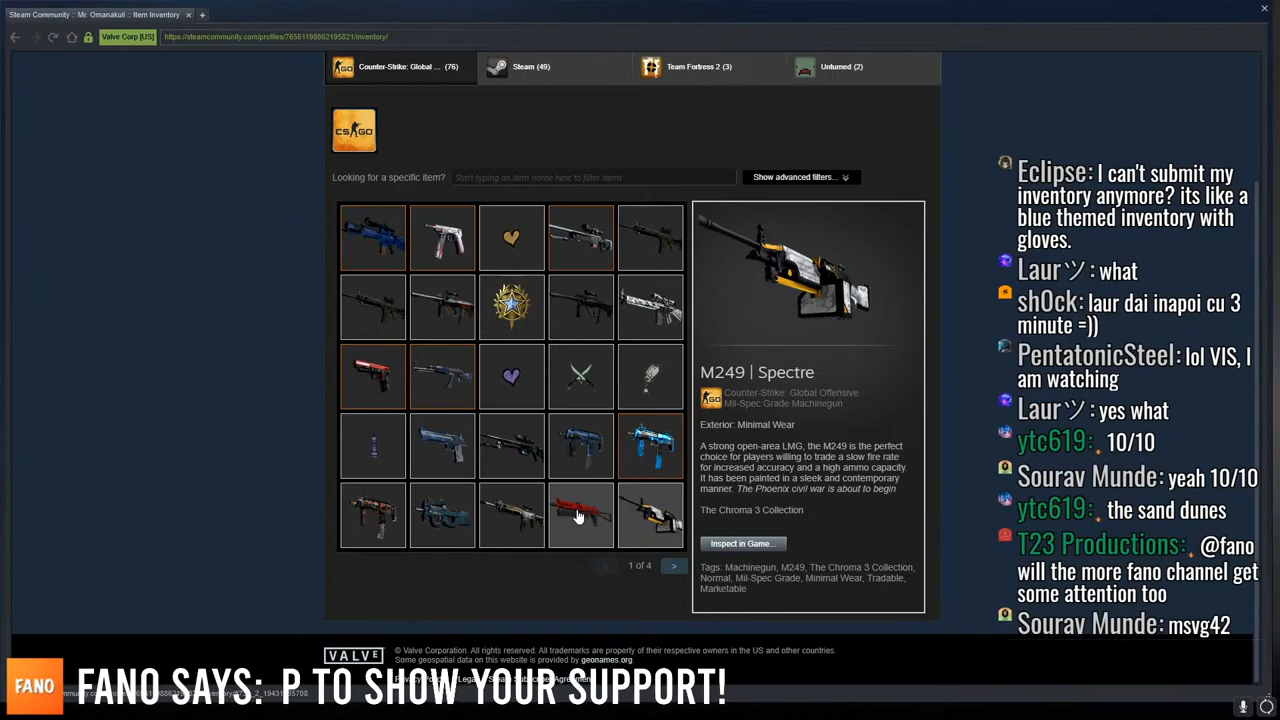 Steam Community :: Mr. Omanakuli :: Item Inventory
Valve Corp [US]
https://steamcommunity.com/profiles/76561198862195821/inventory/
Counter-Strike: Global ... (76)
Steam (49)
Team Fortress 2 (3)
Unturned (2)
CS GO
Looking for a specific item?
Start typing an item name here to filter items
Show advanced filters...
M249 | Spectre
Counter-Strike: Global Offensive
Mil-Spec Grade Machinegun
Exterior: Minimal Wear
A strong open-area LMG, the M249 is the perfect
choice for players willing to trade a slow fire rate
for increased accuracy and a high ammo capacity.
It has been painted in a sleek and contemporary
manner. The Phoenix civil war is about to begin
The Chroma 3 Collection
Inspect in Game...
Tags: Machinegun, M249, The Chroma 3 Collection,
Normal, Mil-Spec Grade, Minimal Wear, Tradable,
Marketable
1 of 4 >
VALVE
© Valve Corporation. All rights reserved. All trademarks are property of their respective owners in the US and other countries.
Some geospatial data on this website is provided by geonames.org.
FANO
FANO SAYS: P TO SHOW YOUR SUPPORT!
Eclipse: I can't submit my
inventory anymore? its like a
blue themed inventory with
gloves.
Laurツ: what
shOck: laur dai inapoi cu 3
minute =))
PentatonicSteel: lol VIS, I
am watching
Laurツ: yes what
ytc619: 10/10
Sourav Munde: yeah 10/10
ytc619: the sand dunes
T23 Productions: @fano
will the more fano channel get
some attention too
Sourav Munde: msvg42